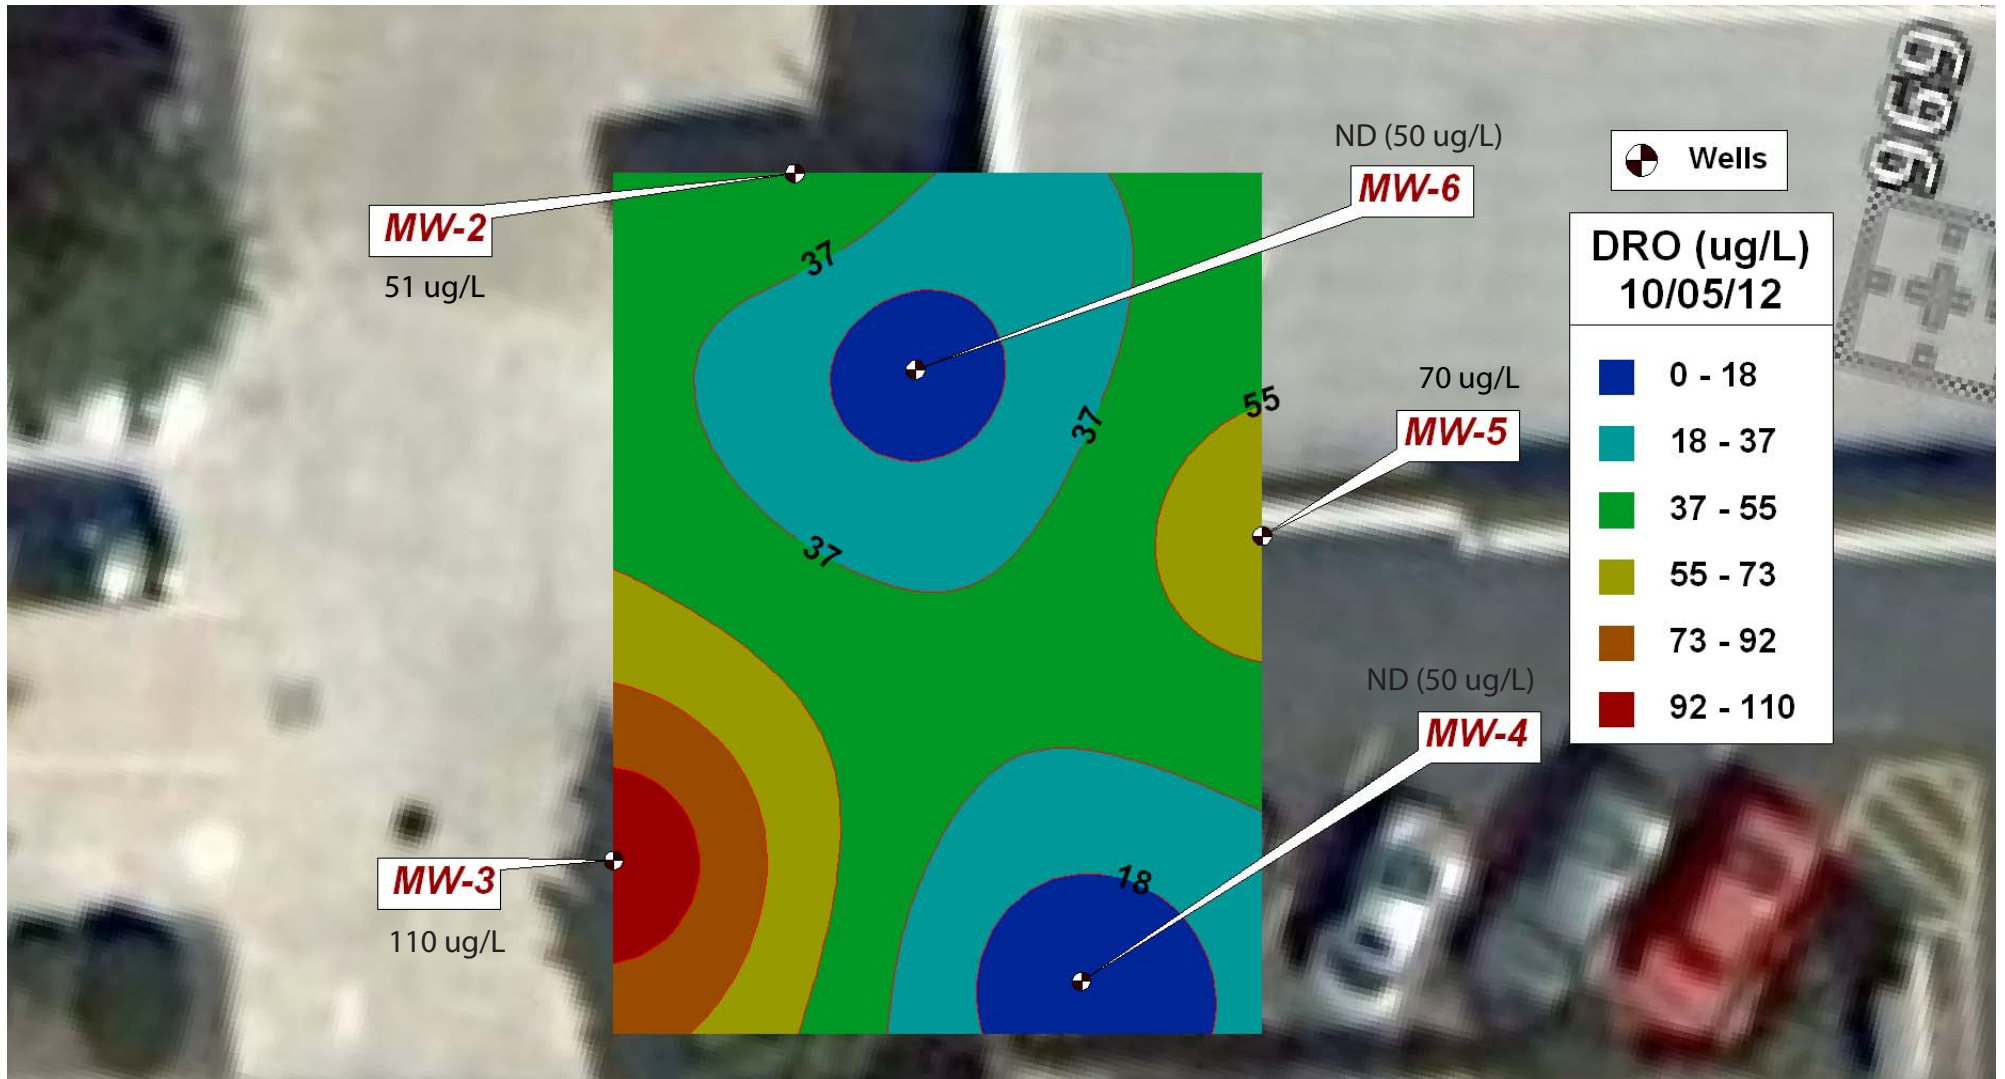 6969
ND (50 ug/L)
MW-6
Wells
MW-2
51 ug/L
DRO (ug/L)
10/05/12
0 - 18
18 - 37
37 - 55
55 - 73
73 - 92
92 - 110
37
37
37
55
70 ug/L
MW-5
ND (50 ug/L)
MW-4
18
MW-3
110 ug/L